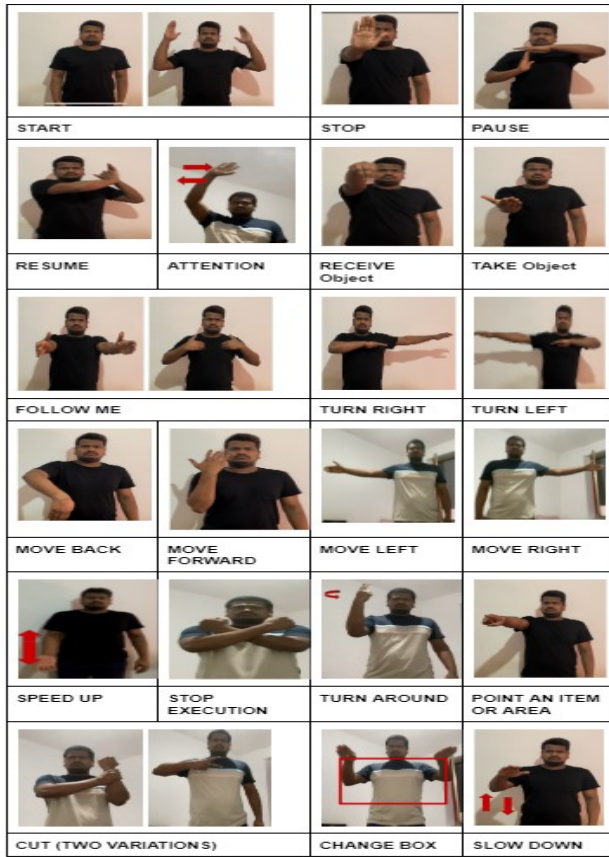 START
STOP
PAUSE
RESUME
ATTENTION
RECEIVE
Object
TAKE Object
FOLLOW ME
TURN RIGHT
TURN LEFT
MOVE BACK
MOVE
FORWARD
MOVE LEFT
MOVE RIGHT
SPEED UP
STOP
EXECUTION
TURN AROUND
POINT AN ITEM
OR AREA
CUT (TWO VARIATIONS)
CHANGE BOX
SLOW DOWN